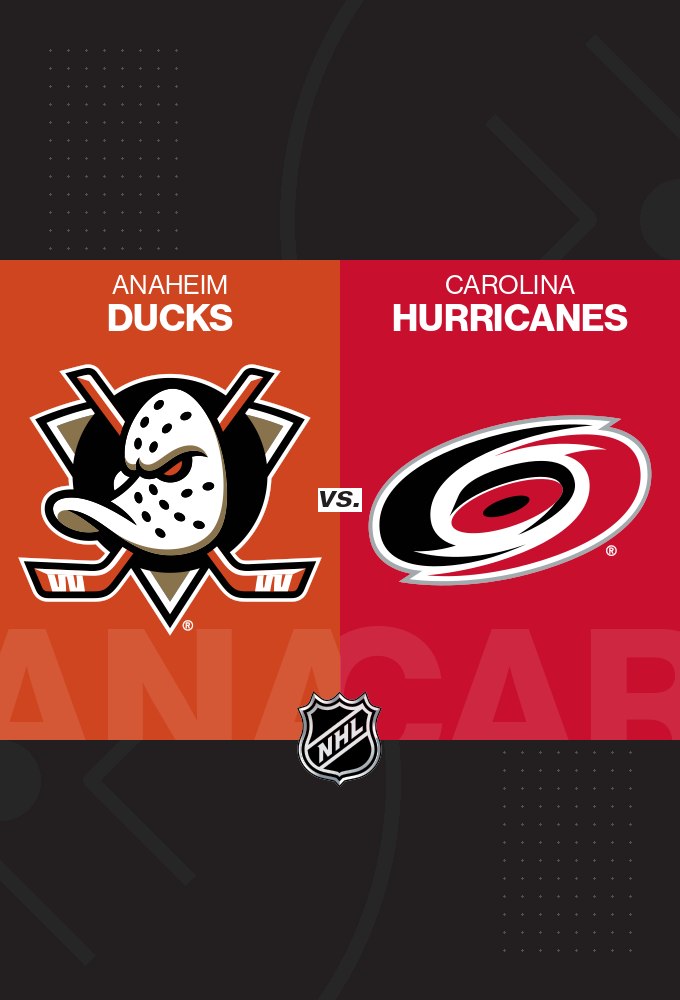 ANAHEIM
DUCKS
CAROLINA
HURRICANES
VS.
®
®
ANA
CAR
NHL